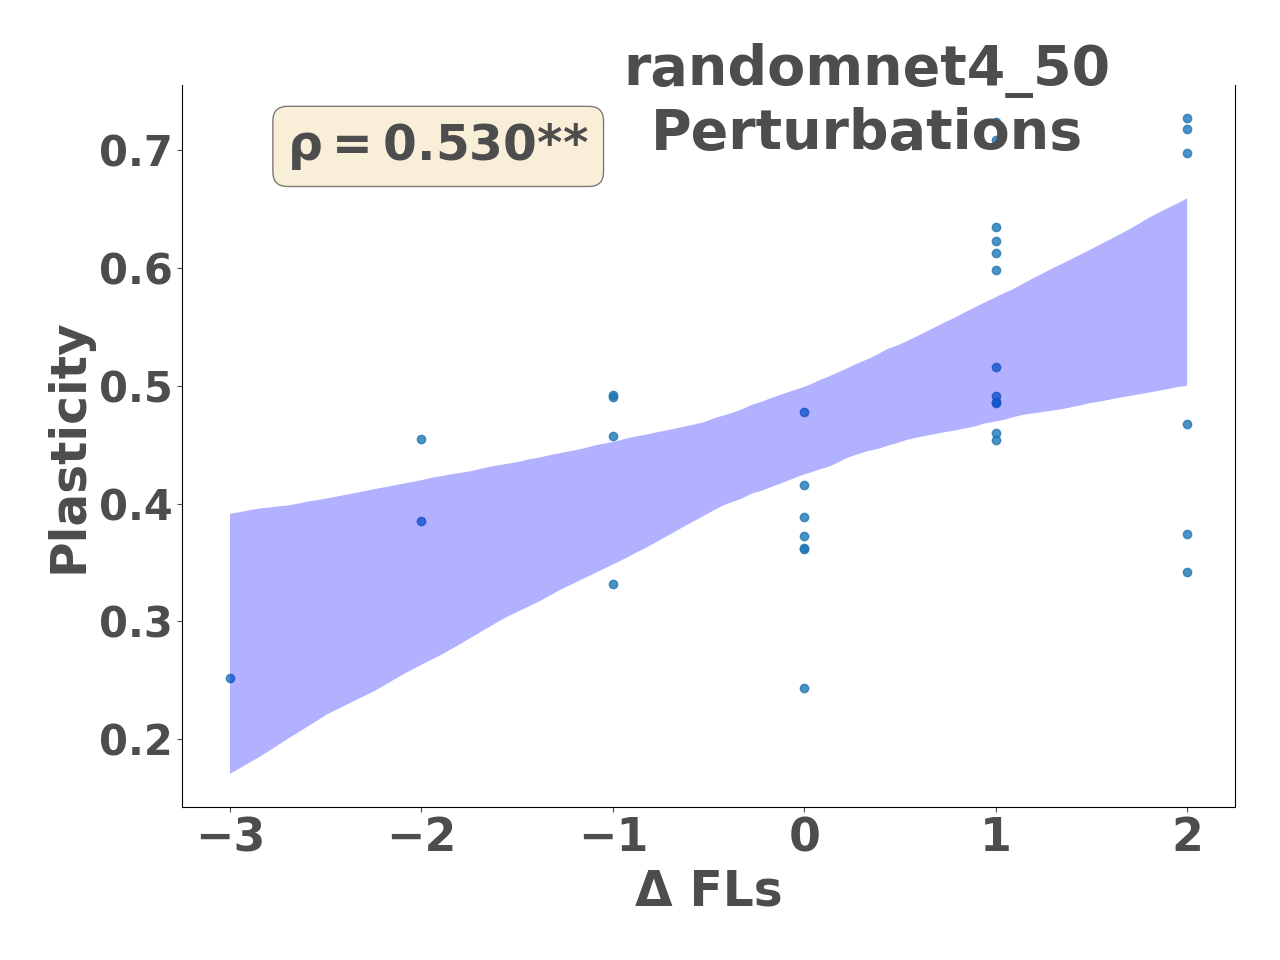 randomnet4_50
Perturbations
ρ = 0.530**
Plasticity
0.7
0.6
0.5
0.4
0.3
0.2
−3 −2 −1 0 1 2
Δ FLs